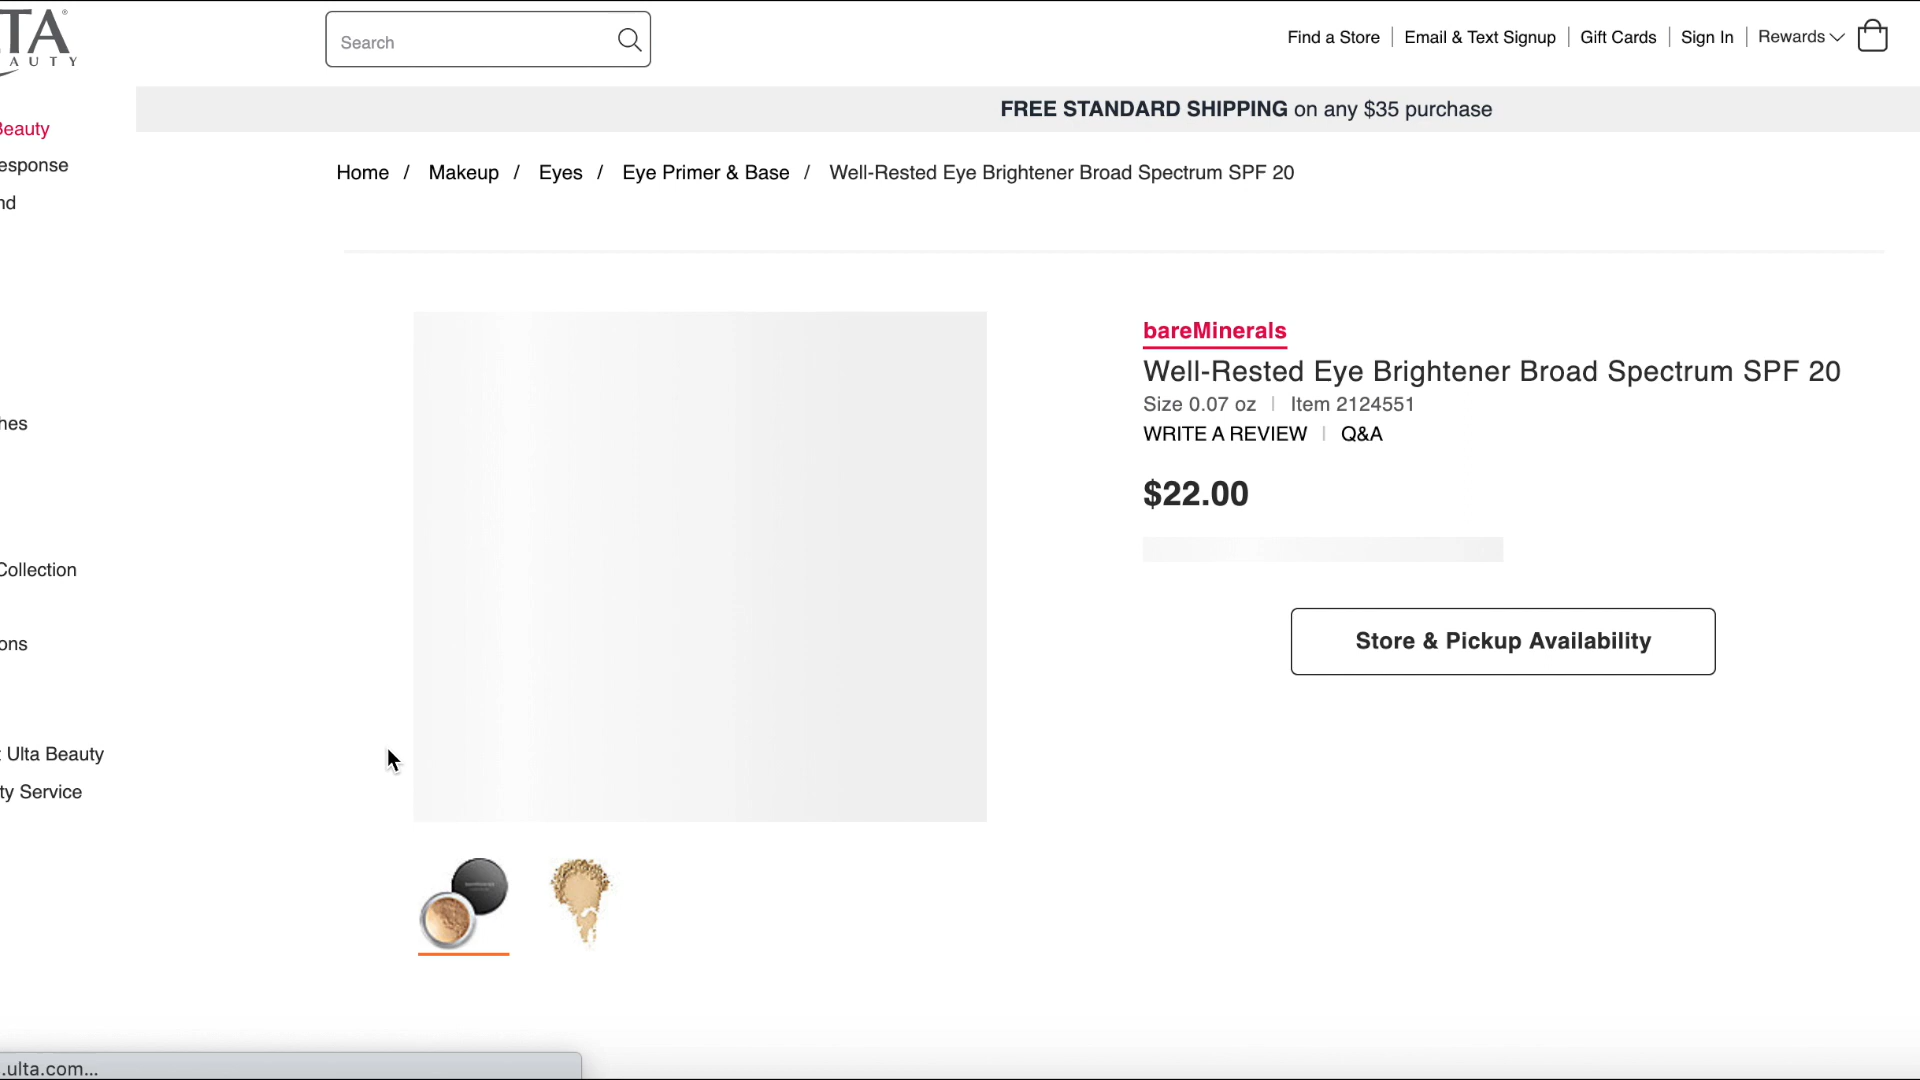 TA
AUTY
Search
Find a Store
Email & Text Signup
Gift Cards
Sign In
Rewards
FREE STANDARD SHIPPING on any $35 purchase
Beauty
esponse
nd
hes
Collection
ons
t Ulta Beauty
ty Service
Home / Makeup / Eyes / Eye Primer & Base / Well-Rested Eye Brightener Broad Spectrum SPF 20
bareMinerals
Well-Rested Eye Brightener Broad Spectrum SPF 20
Size 0.07 oz | Item 2124551
WRITE A REVIEW | Q&A
$22.00
Store & Pickup Availability
.ulta.com...